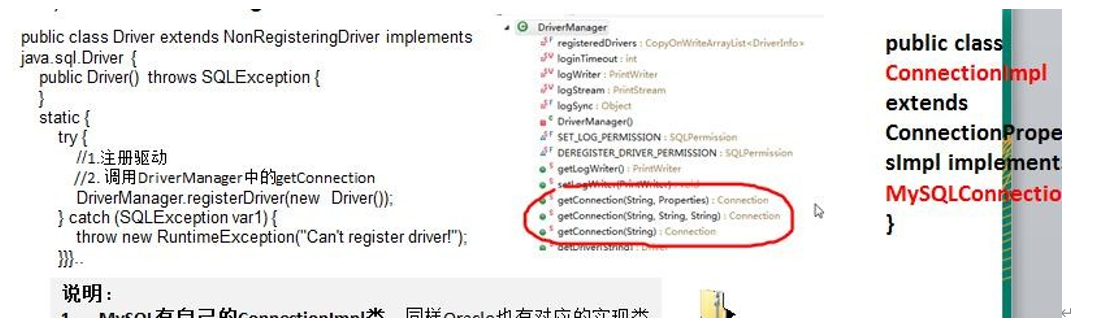 public class Driver extends NonRegisteringDriver implements
java.sql.Driver {
public Driver() throws SQLException {
}
static {
try {
//1.注册驱动
//2. 调用DriverManager中的getConnection
DriverManager.registerDriver(new Driver());
} catch (SQLException var1) {
throw new RuntimeException("Can't register driver!");
}}}..
DriverManager
registeredDrivers : CopyOnWriteArrayList<DriverInfo>
loginTimeout : int
logWriter : PrintWriter
logStream : PrintStream
logSync : Object
DriverManager()
SET_LOG_PERMISSION : SQLPermission
DEREGISTER_DRIVER_PERMISSION : SQLPermission
getLogWriter() : PrintWriter
setLogWriter(PrintWriter) : void
getConnection(String, Properties) : Connection
getConnection(String, String, String) : Connection
getConnection(String) : Connection
getDriver(String) : Driver
public class
ConnectionImpl
extends
ConnectionPrope
sImpl implement
MySQLConnectio
}
说明：
1. MySQL有自己的ConnectionImpl类，同样Oracle也有对应的实现类